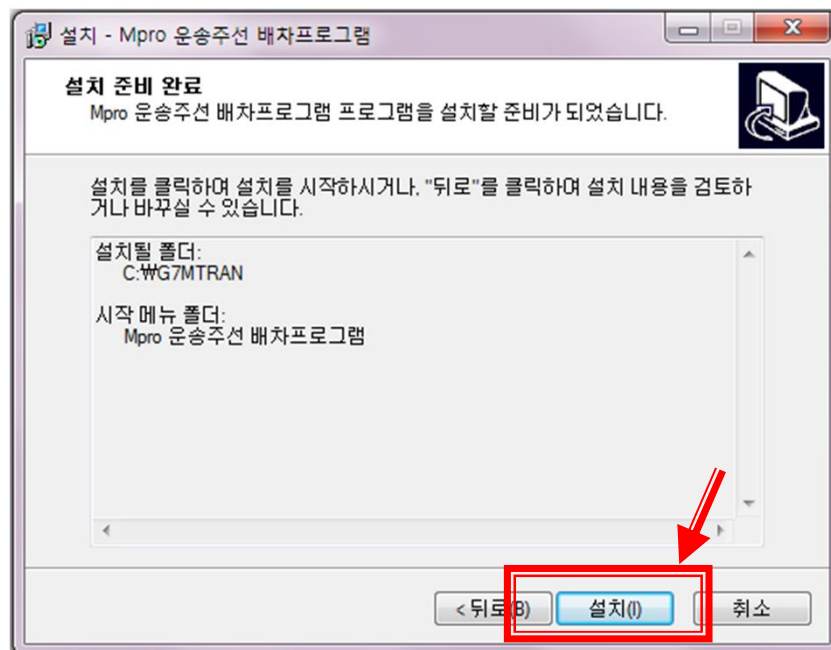 설치 - Mpro 운송주선 배차프로그램
설치 준비 완료
Mpro 운송주선 배차프로그램 프로그램을 설치할 준비가 되었습니다.
설치를 클릭하여 설치를 시작하시거나, "뒤로"를 클릭하여 설치 내용을 검토하
거나 바꾸실 수 있습니다.
설치될 폴더:
C:₩G7MTRAN
시작 메뉴 폴더:
Mpro 운송주선 배차프로그램
< 뒤로(B) 설치(I) 취소